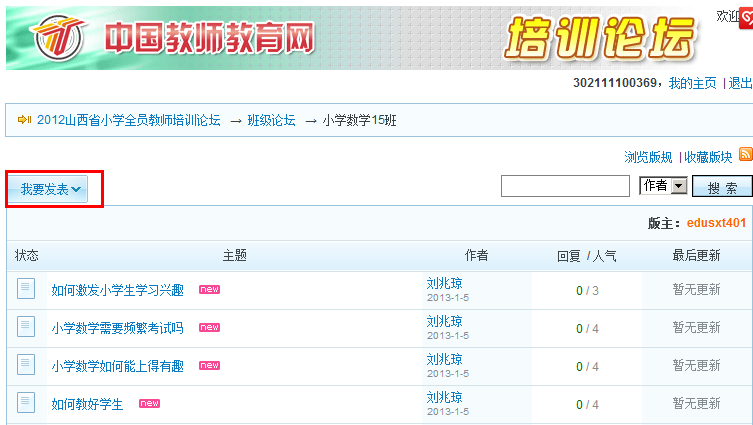 中国教师教育网 培训论坛 欢迎
302111100369，我的主页 | 退出
2012山西省小学全员教师培训论坛 → 班级论坛 → 小学数学15班
浏览版规 | 收藏版块
我要发表 作者 搜 索
版主：edusxt401
状态 主题 作者 回复 / 人气 最后更新
如何激发小学生学习兴趣 new 刘兆琼 0 / 3 暂无更新
2013-1-5
小学数学需要频繁考试吗 new 刘兆琼 0 / 4 暂无更新
2013-1-5
小学数学如何能上得有趣 new 刘兆琼 0 / 4 暂无更新
2013-1-5
如何教好学生 new 刘兆琼 0 / 4 暂无更新
2013-1-5